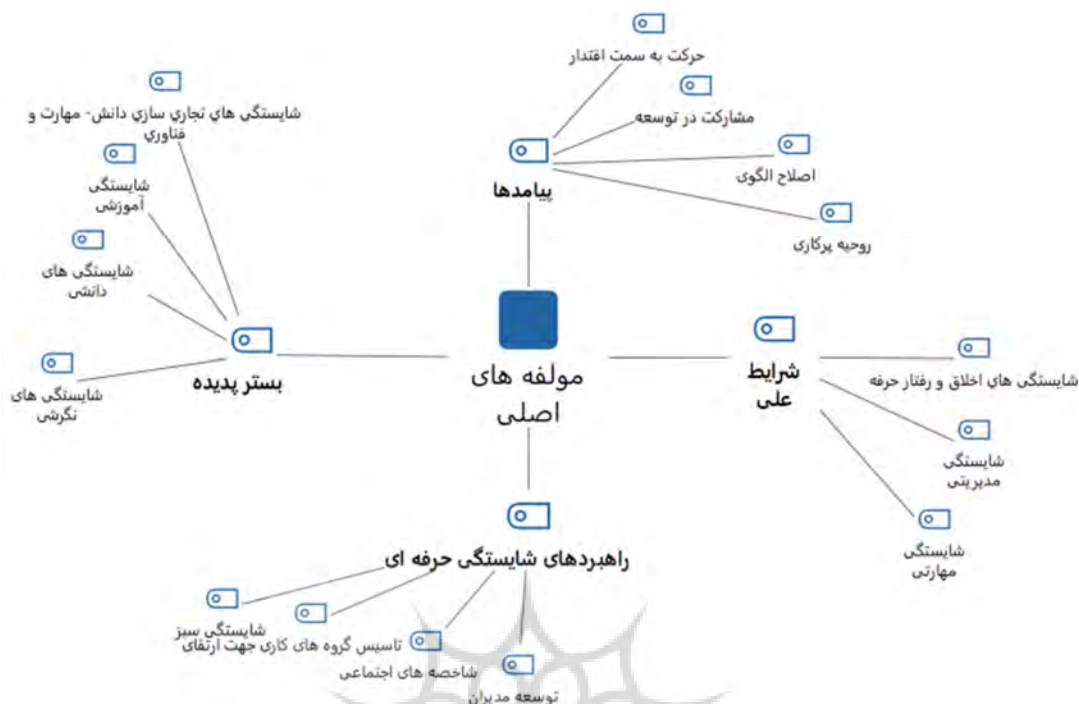 حرکت به سمت اقتدار
مشارکت در توسعه
اصلاح الگوی
روحیه پرکاری
پیامدها
شایستگی های تجاری سازی دانش- مهارت و
فناوری
شایستگی
آموزشی
شایستگی های
دانشی
شایستگی های
نگرشی
بستر پدیده
مولفه های
اصلی
شرایط
علی
شایستگی های اخلاق و رفتار حرفه
شایستگی
مدیریتی
شایستگی
مهارتی
راهبردهای شایستگی حرفه ای
شایستگی سبز
تاسیس گروه های کاری جهت ارتقای
شاخصه های اجتماعی
توسعه مدیران